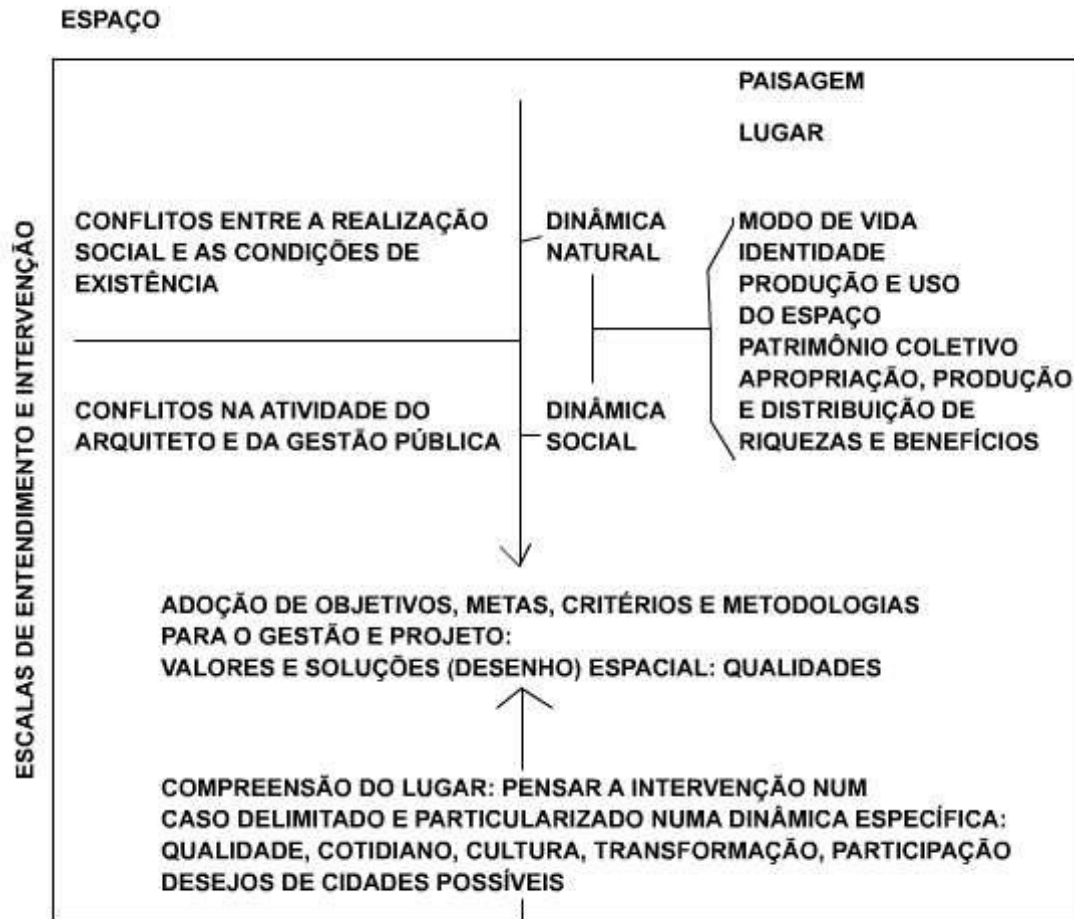 ESPAÇO
PAISAGEM
LUGAR
ESCALAS DE ENTENDIMENTO E INTERVENÇÃO
CONFLITOS ENTRE A REALIZAÇÃO
SOCIAL E AS CONDIÇÕES DE
EXISTÊNCIA
DINÂMICA
NATURAL
MODO DE VIDA
IDENTIDADE
PRODUÇÃO E USO
DO ESPAÇO
PATRIMÔNIO COLETIVO
APROPRIAÇÃO, PRODUÇÃO
E DISTRIBUIÇÃO DE
RIQUEZAS E BENEFÍCIOS
CONFLITOS NA ATIVIDADE DO
ARQUITETO E DA GESTÃO PÚBLICA
DINÂMICA
SOCIAL
ADOÇÃO DE OBJETIVOS, METAS, CRITÉRIOS E METODOLOGIAS
PARA O GESTÃO E PROJETO:
VALORES E SOLUÇÕES (DESENHO) ESPACIAL: QUALIDADES
COMPREENSÃO DO LUGAR: PENSAR A INTERVENÇÃO NUM
CASO DELIMITADO E PARTICULARIZADO NUMA DINÂMICA ESPECÍFICA:
QUALIDADE, COTIDIANO, CULTURA, TRANSFORMAÇÃO, PARTICIPAÇÃO
DESEJOS DE CIDADES POSSÍVEIS